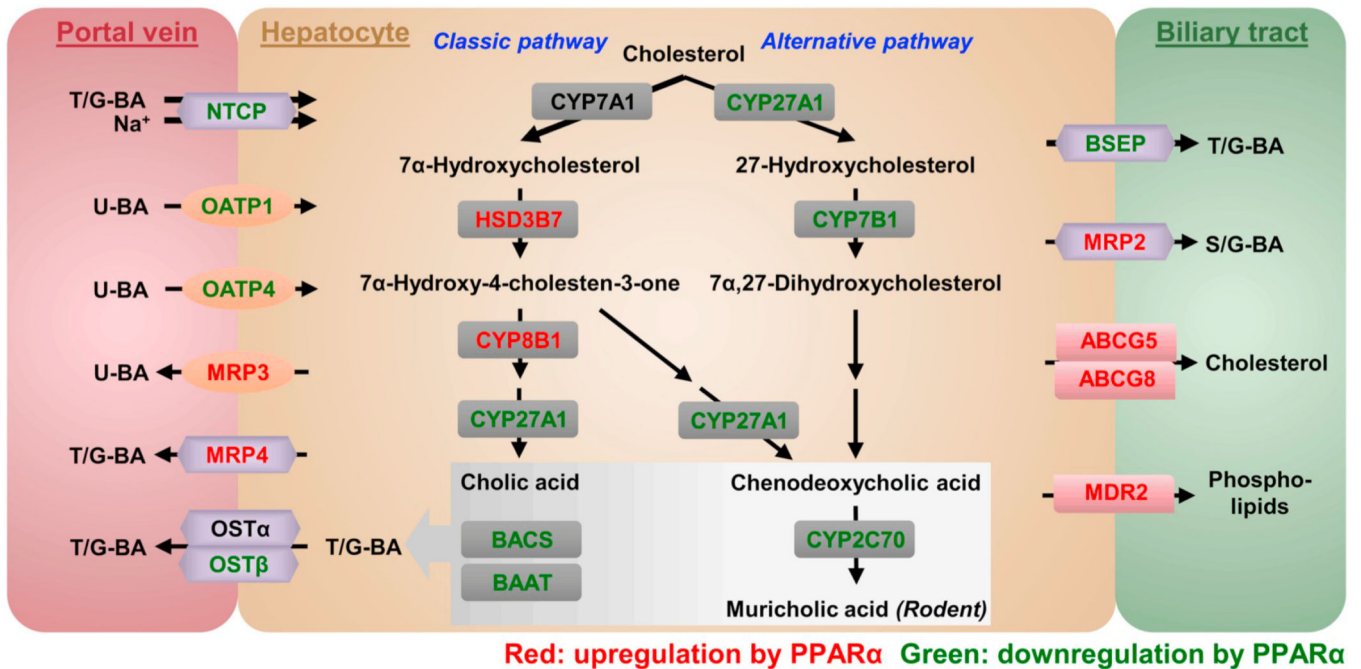 Portal vein
Hepatocyte
Classic pathway
Cholesterol
Alternative pathway
Biliary tract
T/G-BA
Na⁺
NTCP
CYP7A1
CYP27A1
BSEP
T/G-BA
7α-Hydroxycholesterol
27-Hydroxycholesterol
U-BA
OATP1
HSD3B7
CYP7B1
MRP2
S/G-BA
U-BA
OATP4
7α-Hydroxy-4-cholesten-3-one
7α,27-Dihydroxycholesterol
U-BA
MRP3
CYP8B1
ABCG5
ABCG8
Cholesterol
CYP27A1
CYP27A1
T/G-BA
MRP4
Cholic acid
Chenodeoxycholic acid
MDR2
Phospho-
lipids
T/G-BA
OSTα
OSTβ
T/G-BA
BACS
BAAT
CYP2C70
Muricholic acid (Rodent)
Red: upregulation by PPARα Green: downregulation by PPARα